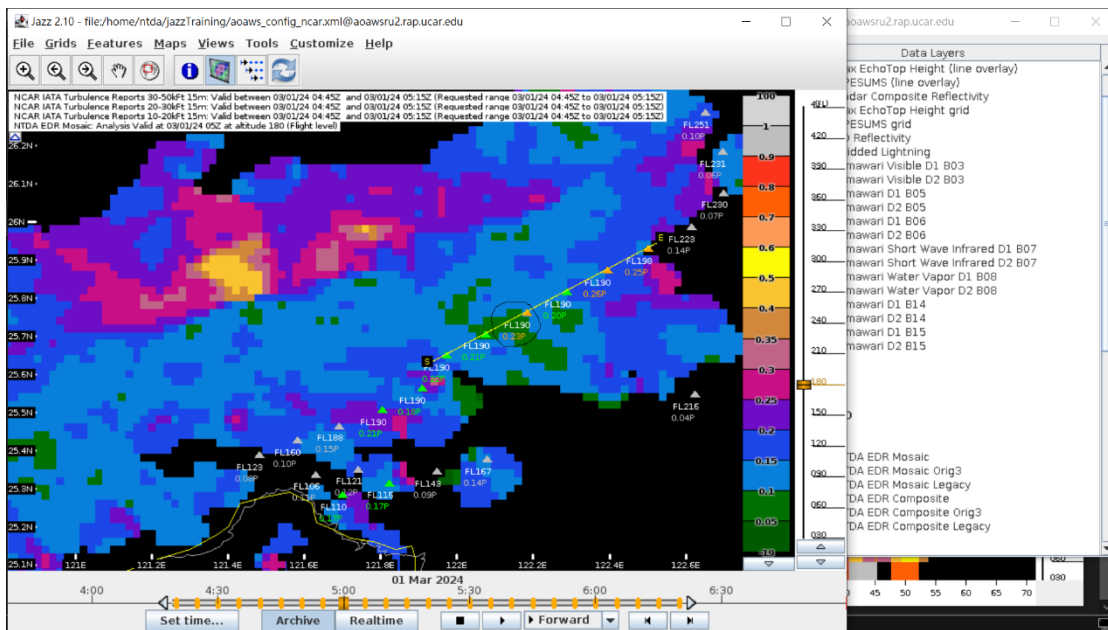 Jazz 2.10 - file:/home/ntda/jazzTraining/aoaws_config_ncar.xml@aoawsru2.rap.ucar.edu
aoawsru2.rap.ucar.edu
File Grids Features Maps Views Tools Customize Help
Data Layers
NCAR IATA Turbulence Reports 30-50kFt 15m: Valid between 03/01/24 04:45Z and 03/01/24 05:15Z (Requested range 03/01/24 04:45Z to 03/01/24 05:15Z)
NCAR IATA Turbulence Reports 20-30kFt 15m: Valid between 03/01/24 04:45Z and 03/01/24 05:15Z (Requested range 03/01/24 04:45Z to 03/01/24 05:15Z)
NCAR IATA Turbulence Reports 10-20kFt 15m: Valid between 03/01/24 04:45Z and 03/01/24 05:15Z (Requested range 03/01/24 04:45Z to 03/01/24 05:15Z)
NTDA EDR Mosaic: Analysis Valid at 03/01/24 05Z at altitude 180 (Flight level)
26.2N
26.1N
26N
25.9N
25.8N
25.7N
25.6N
25.5N
25.4N
25.3N
25.2N
25.1N
121E 121.2E 121.4E 121.6E 121.8E 122E 122.2E 122.4E 122.6E
FL251
0.10P
FL231
0.06P
FL230
0.07P
FL223
0.14P
E
FL198
0.25P
FL190
0.26P
FL190
0.20P
FL190
0.23P
FL190
0.21P
S
FL190
FL190
0.18P
FL190
0.21P
FL188
0.15P
FL160
0.10P
FL123
FL106
FL121
0.12P
FL116
0.17P
FL110
FL143
0.09P
FL167
0.14P
FL216
0.04P
100
1
0.9
0.8
0.7
0.6
0.5
0.4
0.35
0.3
0.25
0.2
0.15
0.1
0.05
-19
420
390
360
330
300
270
240
210
180
150
120
090
060
030
ax EchoTop Height (line overlay)
PESUMS (line overlay)
dar Composite Reflectivity
ax EchoTop Height grid
PESUMS grid
Reflectivity
idded Lightning
mawari Visible D1 B03
mawari Visible D2 B03
mawari D1 B05
mawari D2 B05
mawari D1 B06
mawari D2 B06
mawari Short Wave Infrared D1 B07
mawari Short Wave Infrared D2 B07
mawari Water Vapor D1 B08
mawari Water Vapor D2 B08
mawari D1 B14
mawari D2 B14
mawari D1 B15
mawari D2 B15
TDA EDR Mosaic
TDA EDR Mosaic Orig3
TDA EDR Mosaic Legacy
TDA EDR Composite
TDA EDR Composite Orig3
TDA EDR Composite Legacy
030
45 50 55 60 65 70
01 Mar 2024
4:00 4:30 5:00 5:30 6:00 6:30
Set time... Archive Realtime Forward